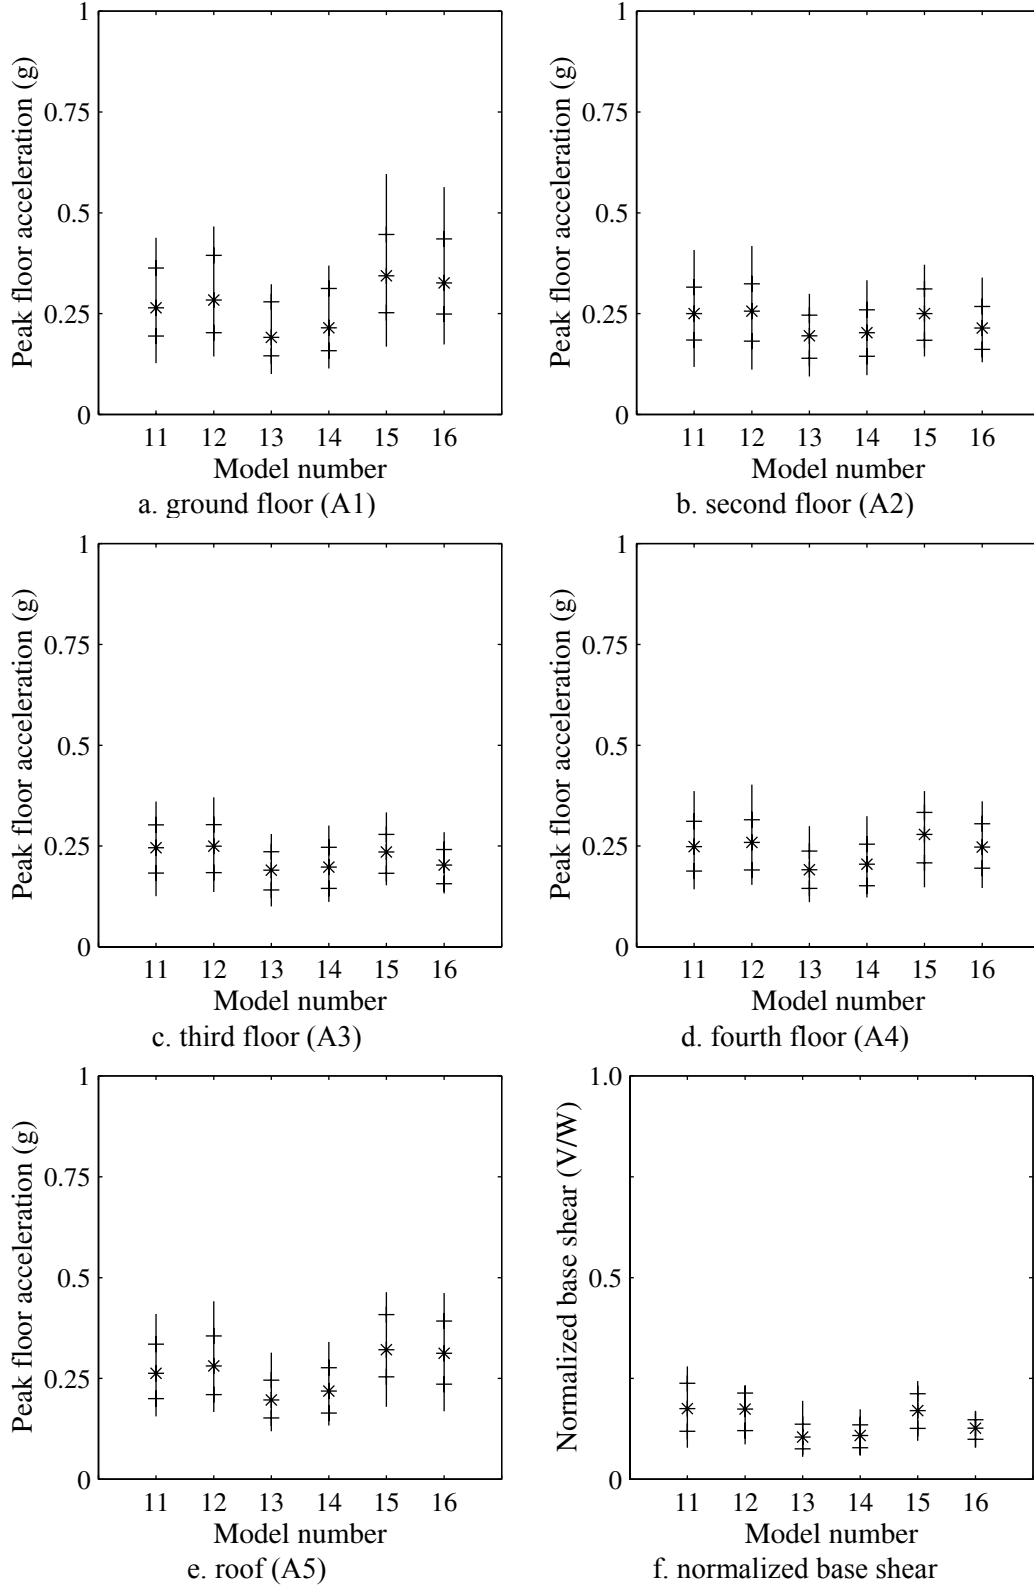 1
0.75
0.5
0.25
0
Peak floor acceleration (g)
11 12 13 14 15 16
Model number
a. ground floor (A1)
1
0.75
0.5
0.25
0
Peak floor acceleration (g)
11 12 13 14 15 16
Model number
b. second floor (A2)
1
0.75
0.5
0.25
0
Peak floor acceleration (g)
11 12 13 14 15 16
Model number
c. third floor (A3)
1
0.75
0.5
0.25
0
Peak floor acceleration (g)
11 12 13 14 15 16
Model number
d. fourth floor (A4)
1
0.75
0.5
0.25
0
Peak floor acceleration (g)
11 12 13 14 15 16
Model number
e. roof (A5)
1.0
0.5
0
Normalized base shear (V/W)
11 12 13 14 15 16
Model number
f. normalized base shear